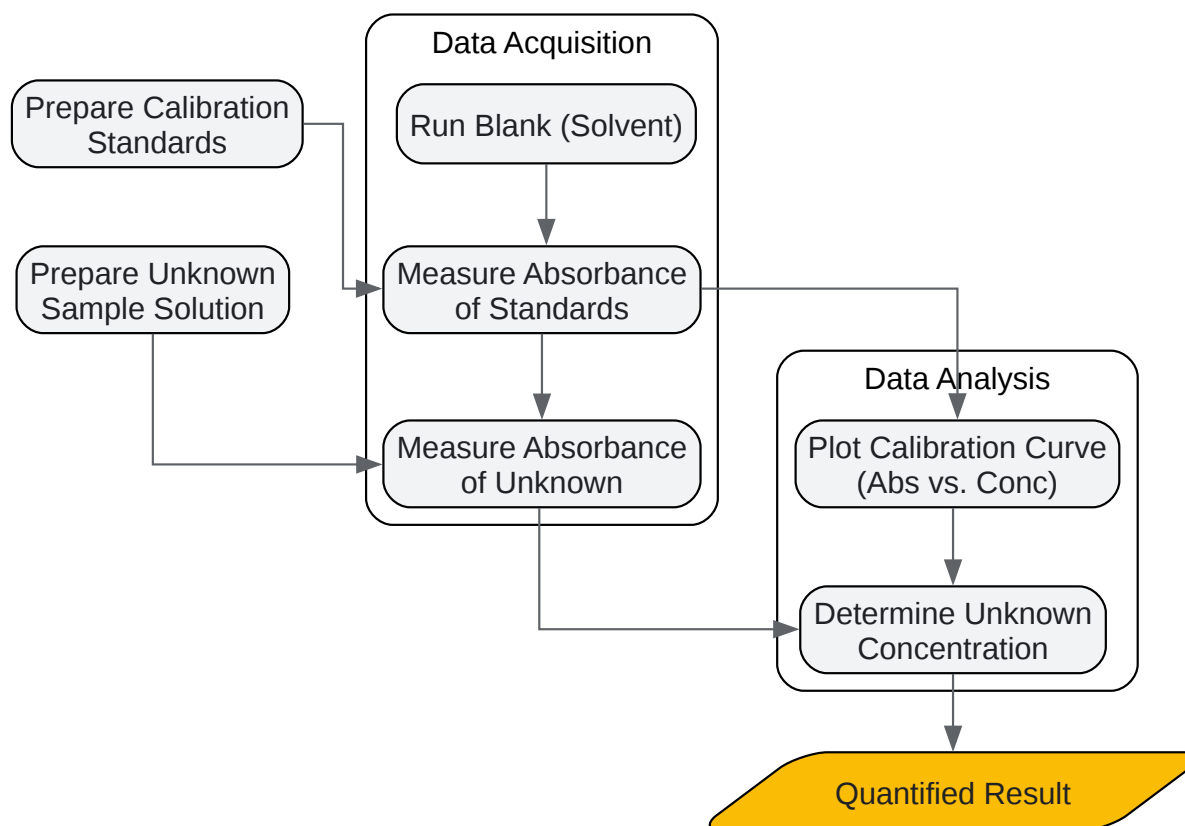 Data Acquisition
Prepare Calibration
Standards
Run Blank (Solvent)
Prepare Unknown
Sample Solution
Measure Absorbance
of Standards
Data Analysis
Measure Absorbance
of Unknown
Plot Calibration Curve
(Abs vs. Conc)
Determine Unknown
Concentration
Quantified Result